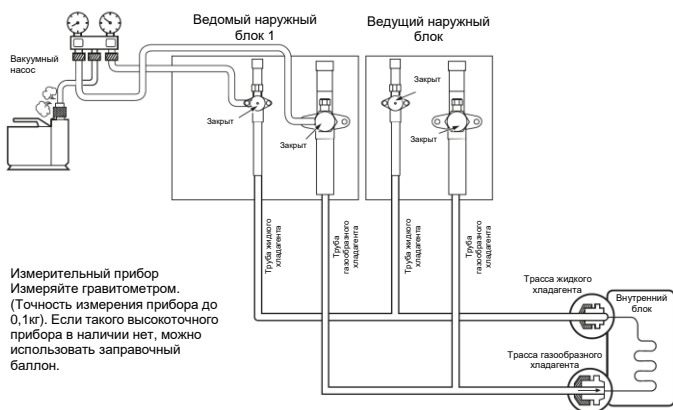 Ведомый наружный
блок 1
Ведущий наружный
блок
Вакуумный
насос
Закрыт
Закрыт
Закрыт
Закрыт
Труба жидкого
хладагента
Труба
газообразного
хладагента
Труба жидкого
хладагента
Труба
газообразного
хладагента
Измерительный прибор
Измеряйте гравитометром.
(Точность измерения прибора до
0,1кг). Если такого высокоточного
прибора в наличии нет, можно
использовать заправочный
баллон.
Трасса жидкого
хладагента
Внутренний
блок
Трасса газообразного
хладагента